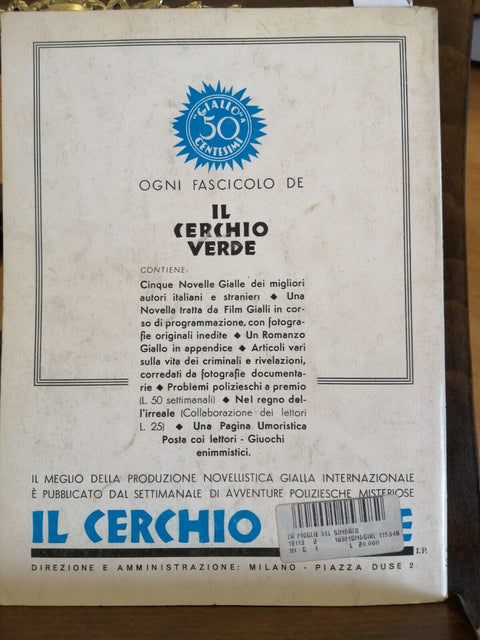 "GIALLO" A
50
CENTESIMI
OGNI FASCICOLO DE
IL
CERCHIO
VERDE
CONTIENE:
Cinque Novelle Gialle dei migliori
autori italiani e stranieri ◆ Una
Novella tratta da Film Gialli in cor-
so di programmazione, con fotogra-
fie originali inedite ◆ Un Romanzo
Giallo in appendice ◆ Articoli vari
sulla vita dei criminali e rivelazioni,
corredati da fotografie documenta-
rie ◆ Problemi polizieschi a premio
(L. 50 settimanali) ◆ Nel regno del-
l'irreale (Collaborazione dei lettori
L. 25) ◆ Una Pagina Umoristica
Posta coi lettori - Giuochi
enimmistici.
IL MEGLIO DELLA PRODUZIONE NOVELLISTICA GIALLA INTERNAZIONALE
È PUBBLICATO DAL SETTIMANALE DI AVVENTURE POLIZIESCHE MISTERIOSE
IL CERCHIO E
LA MOGLIE DEL SINDACO
L 20.000
I.P.
DIREZIONE E AMMINISTRAZIONE: MILANO - PIAZZA DUSE 2